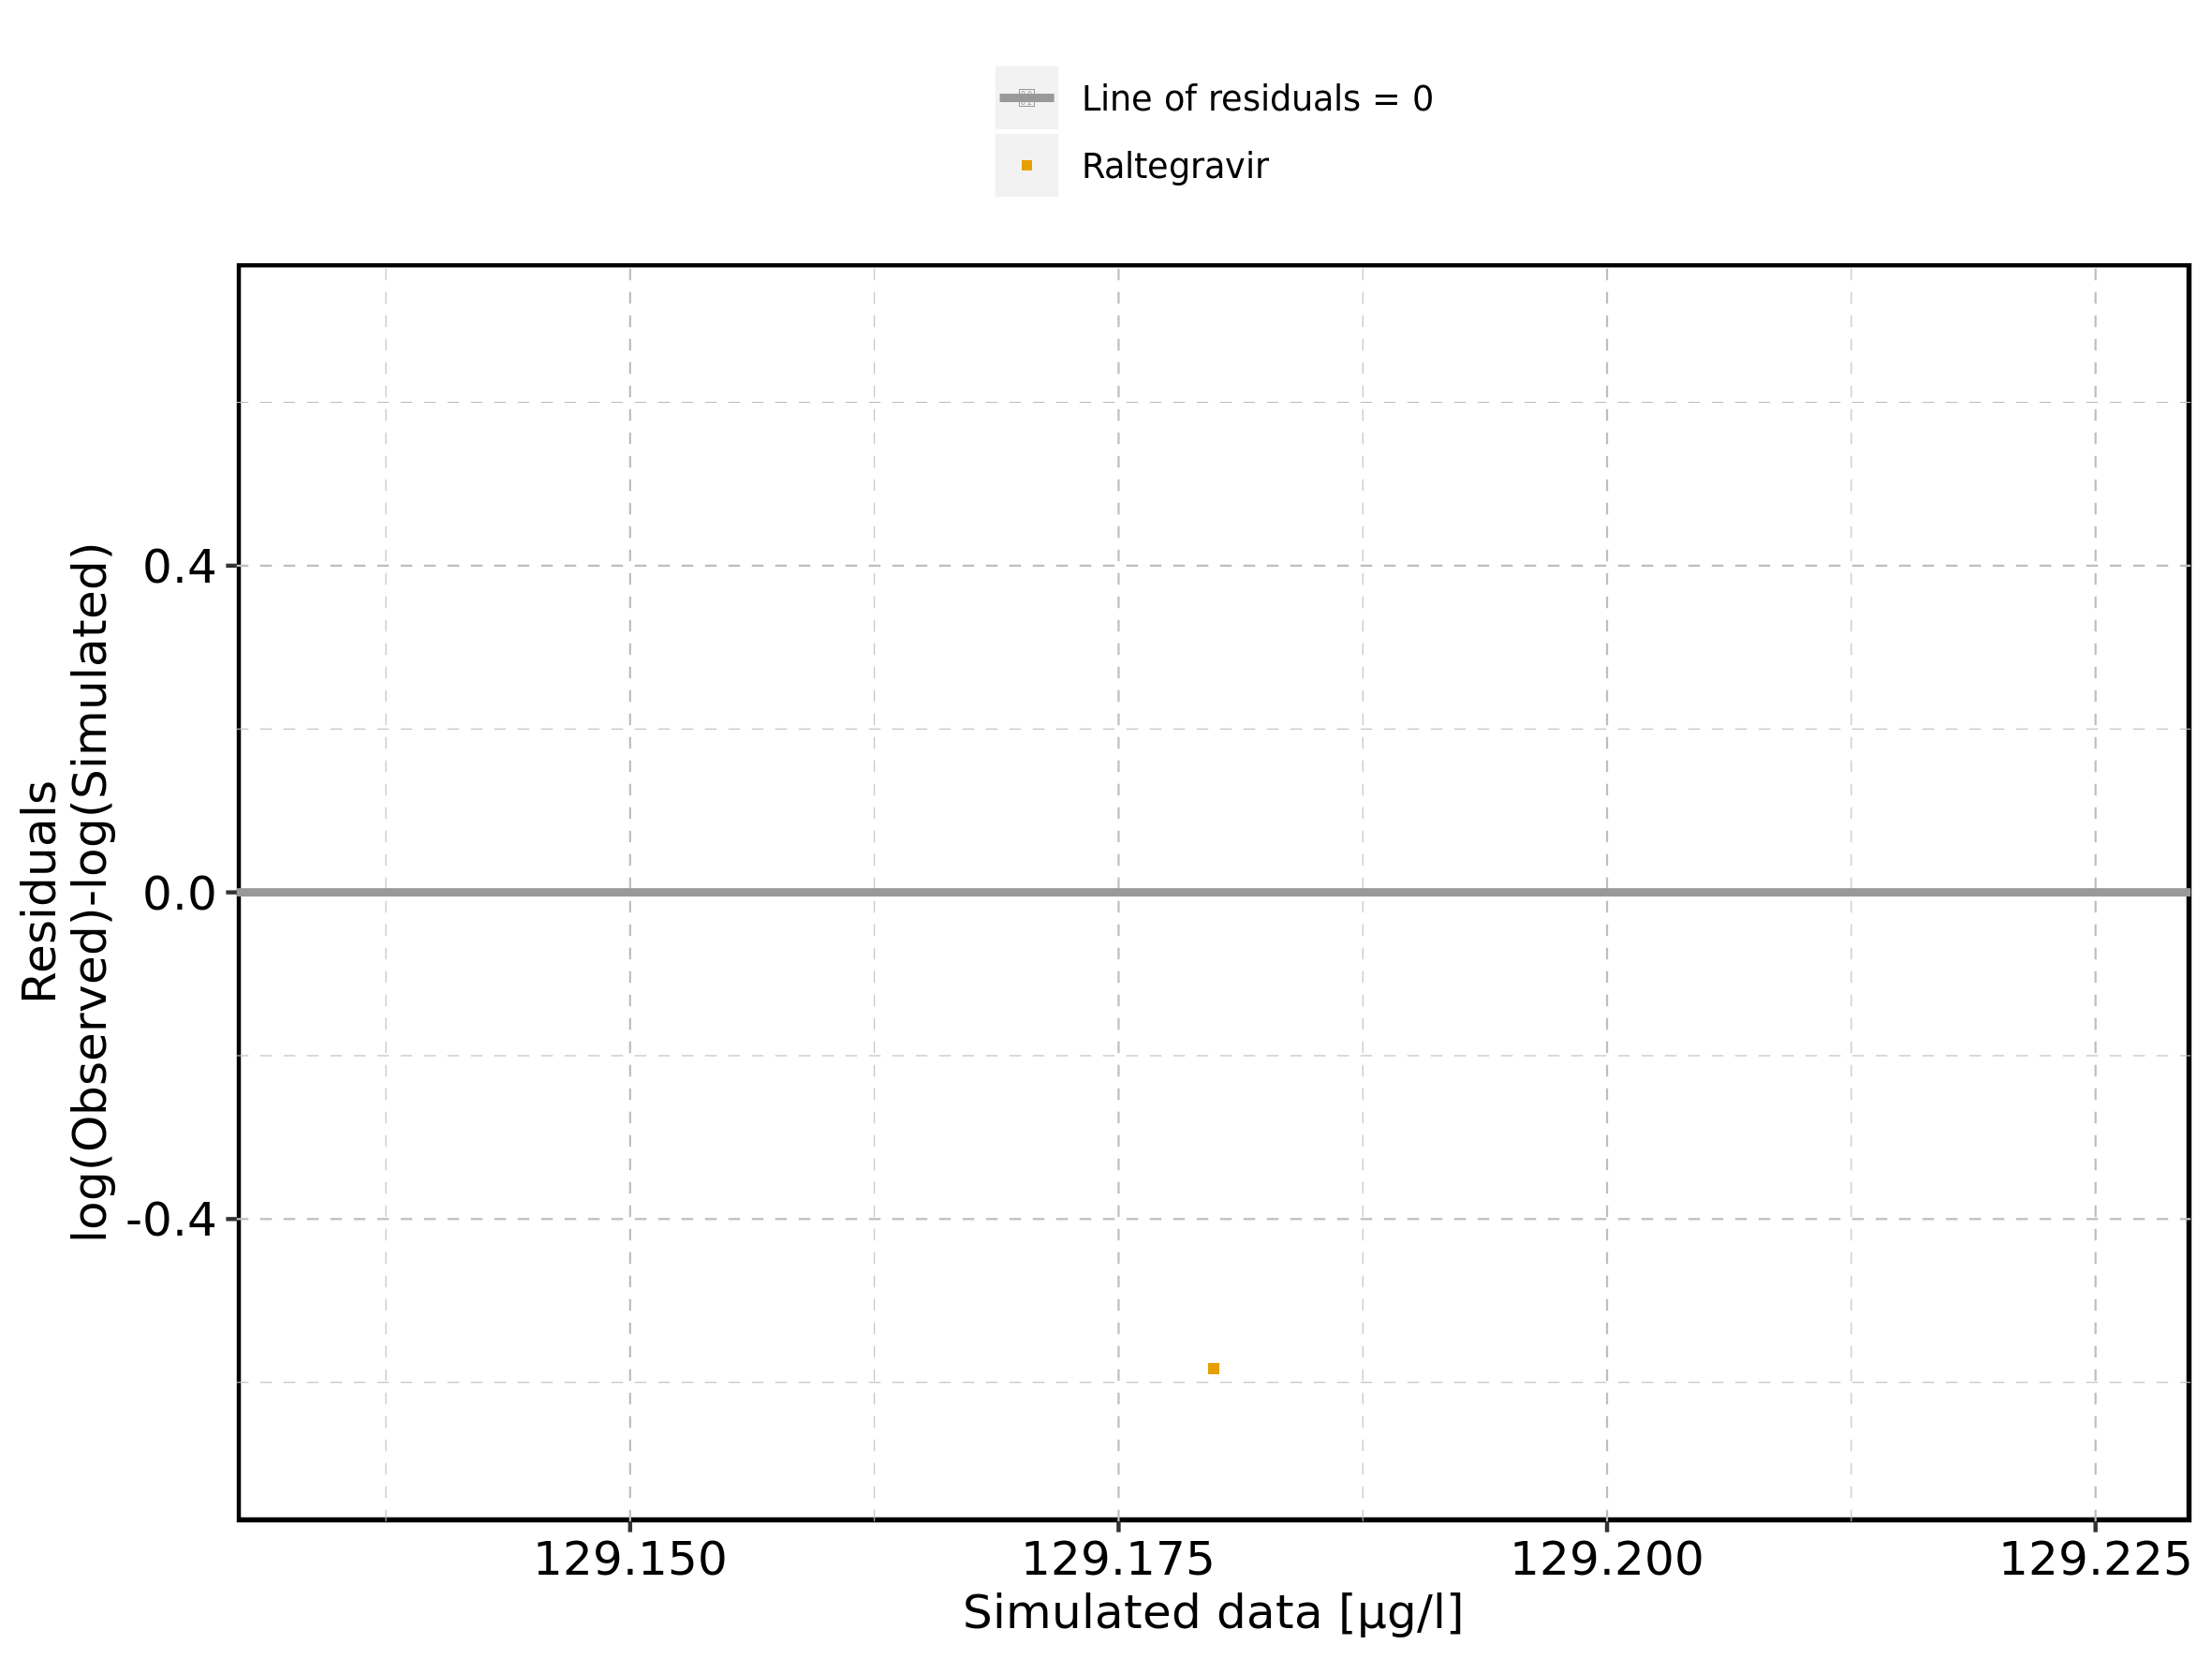 Line of residuals = 0
Raltegravir
Residuals
log(Observed)-log(Simulated)
0.4
0.0
-0.4
129.150
129.175
129.200
129.225
Simulated data [µg/l]